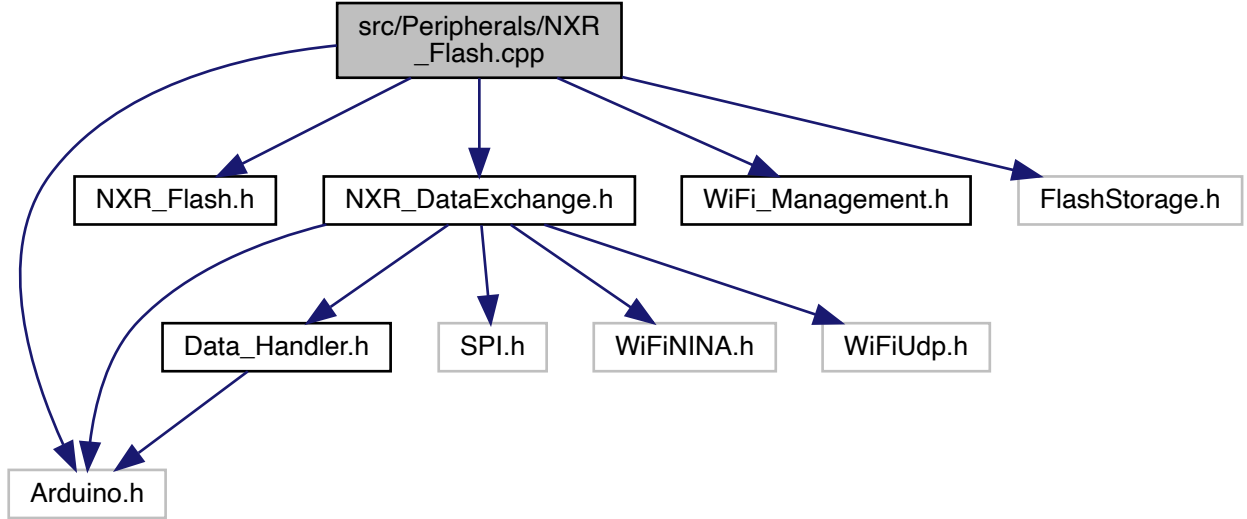 src/Peripherals/NXR
_Flash.cpp
NXR_Flash.h
NXR_DataExchange.h
WiFi_Management.h
FlashStorage.h
Data_Handler.h
SPI.h
WiFiNINA.h
WiFiUdp.h
Arduino.h